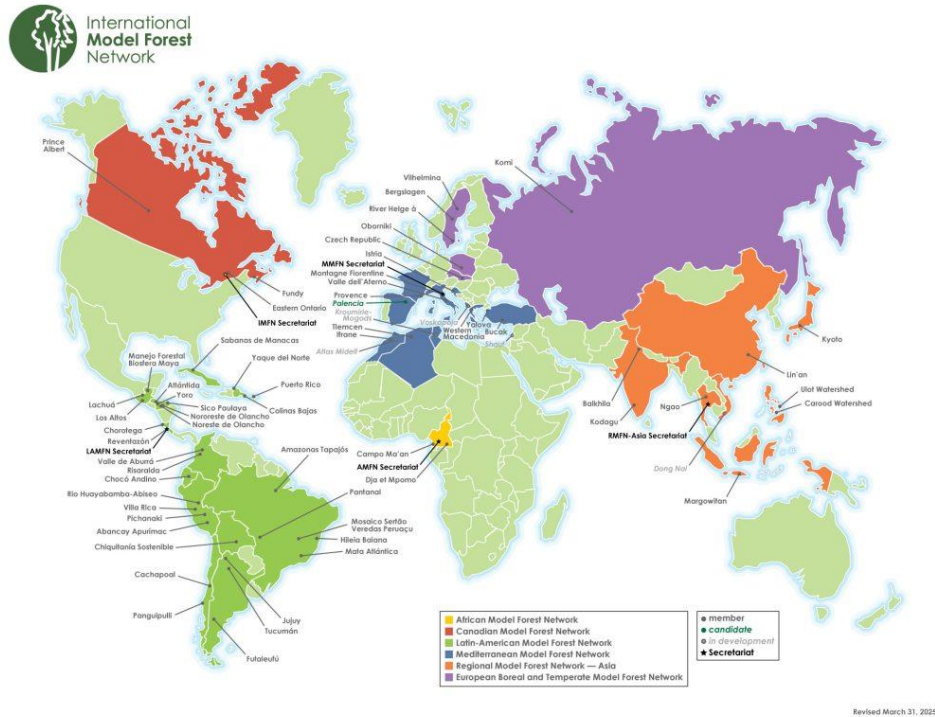 International
Model Forest
Network
Prince
Albert
Fundy
Eastern Ontario
IMFN Secretariat
Vilhelmina
Bergslagen
River Helge å
Oborniki
Czech Republic
Istria
MMFN Secretariat
Montagne Fiorentine
Valle dell'Aterno
Provence
Palencia
Kroumirie-
Mogods
Tlemcen
Ifrane
Atlas Midelt
Komi
Voskopoja
Western
Macedonia
Yalova
Bucak
Shouf
Sabanas de Manacas
Manejo Forestal
Biosfera Maya
Yaque del Norte
Atlántida
Yoro
Puerto Rico
Lachuá
Los Altos
Sico Paulaya
Colinas Bajas
Nororeste de Olancho
Noreste de Olancho
Chorotega
Reventazón
LAMFN Secretariat
Valle de Aburrá
Risaralda
Chocó Andino
Amazonas Tapajós
Rio Huayabamba-Abiseo
Pantanal
Villa Rica
Pichanaki
Abancay Apurímac
Mosaico Sertão
Veredas Peruaçu
Hileia Baiana
Chiquitanía Sostenible
Mata Atlántica
Cachapoal
Panguipulli
Jujuy
Tucumán
Futaleufú
Campo Ma'an
AMFN Secretariat
Dja et Mpomo
Kyoto
Lin'an
Balkhila
Kodagu
Ngao
Ulot Watershed
Carood Watershed
RMFN-Asia Secretariat
Dong Nai
Margowitan
African Model Forest Network
Canadian Model Forest Network
Latin-American Model Forest Network
Mediterranean Model Forest Network
Regional Model Forest Network — Asia
European Boreal and Temperate Model Forest Network
member
candidate
in development
Secretariat
Revised March 31, 2025